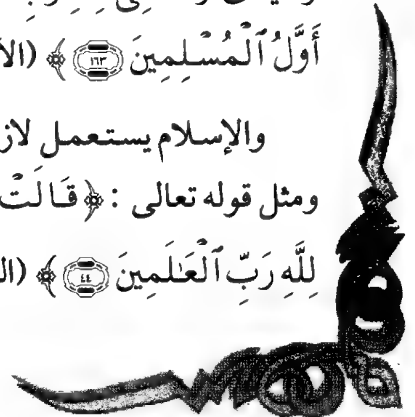 أَوَّلُ ٱلْمُسْلِمِينَ ١٦٣ ﴾ (الأ
والإسلام يستعمل لاز
ومثل قوله تعالى : ﴿ قَالَتْ
لِلَّهِ رَبِّ ٱلْعَٰلَمِينَ ٤٤ ﴾ (ال